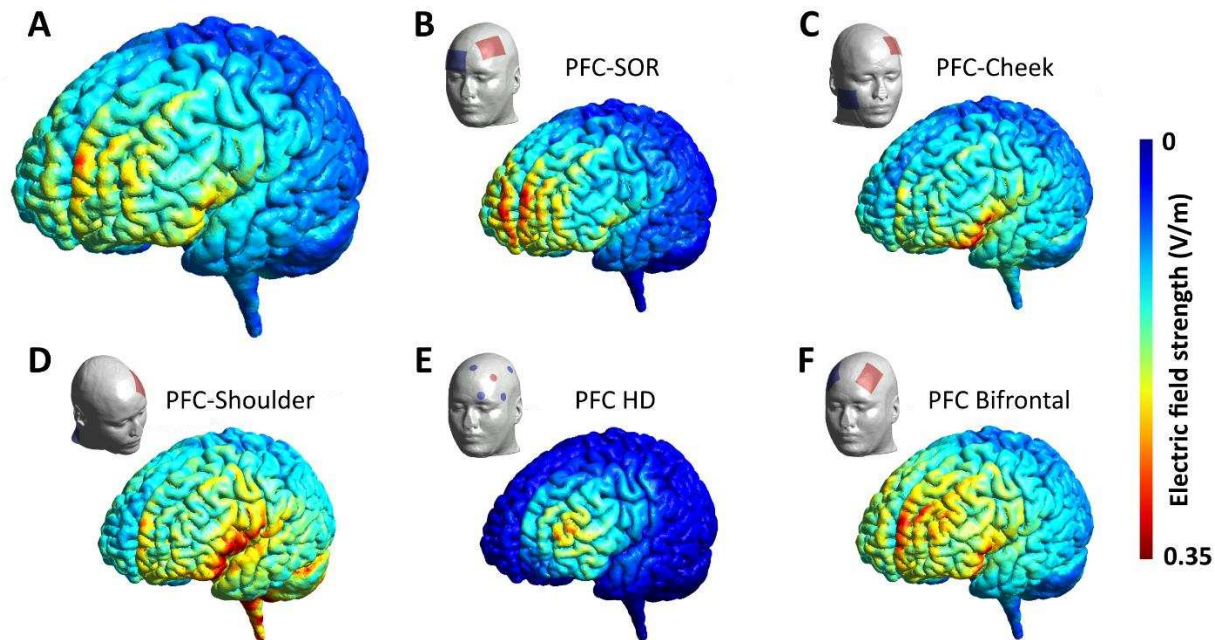 A
B
PFC-SOR
C
PFC-Cheek
D
PFC-Shoulder
E
PFC HD
F
PFC Bifrontal
0
Electric field strength (V/m)
0.35